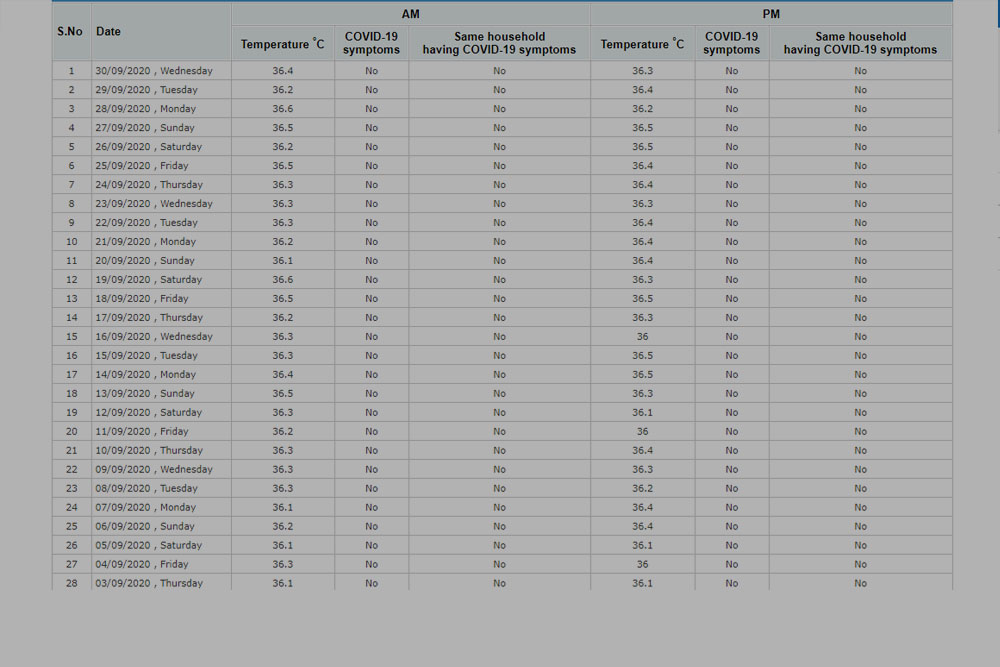 AM PM
S.No Date Temperature °C COVID-19 symptoms Same household having COVID-19 symptoms Temperature °C COVID-19 symptoms Same household having COVID-19 symptoms
1 30/09/2020 , Wednesday 36.4 No No 36.3 No No
2 29/09/2020 , Tuesday 36.2 No No 36.4 No No
3 28/09/2020 , Monday 36.6 No No 36.2 No No
4 27/09/2020 , Sunday 36.5 No No 36.5 No No
5 26/09/2020 , Saturday 36.2 No No 36.5 No No
6 25/09/2020 , Friday 36.5 No No 36.4 No No
7 24/09/2020 , Thursday 36.3 No No 36.4 No No
8 23/09/2020 , Wednesday 36.3 No No 36.3 No No
9 22/09/2020 , Tuesday 36.3 No No 36.4 No No
10 21/09/2020 , Monday 36.2 No No 36.4 No No
11 20/09/2020 , Sunday 36.1 No No 36.4 No No
12 19/09/2020 , Saturday 36.6 No No 36.3 No No
13 18/09/2020 , Friday 36.5 No No 36.5 No No
14 17/09/2020 , Thursday 36.2 No No 36.3 No No
15 16/09/2020 , Wednesday 36.3 No No 36 No No
16 15/09/2020 , Tuesday 36.3 No No 36.5 No No
17 14/09/2020 , Monday 36.4 No No 36.5 No No
18 13/09/2020 , Sunday 36.5 No No 36.3 No No
19 12/09/2020 , Saturday 36.3 No No 36.1 No No
20 11/09/2020 , Friday 36.2 No No 36 No No
21 10/09/2020 , Thursday 36.3 No No 36.4 No No
22 09/09/2020 , Wednesday 36.3 No No 36.3 No No
23 08/09/2020 , Tuesday 36.3 No No 36.2 No No
24 07/09/2020 , Monday 36.1 No No 36.4 No No
25 06/09/2020 , Sunday 36.2 No No 36.4 No No
26 05/09/2020 , Saturday 36.1 No No 36.1 No No
27 04/09/2020 , Friday 36.3 No No 36 No No
28 03/09/2020 , Thursday 36.1 No No 36.1 No No